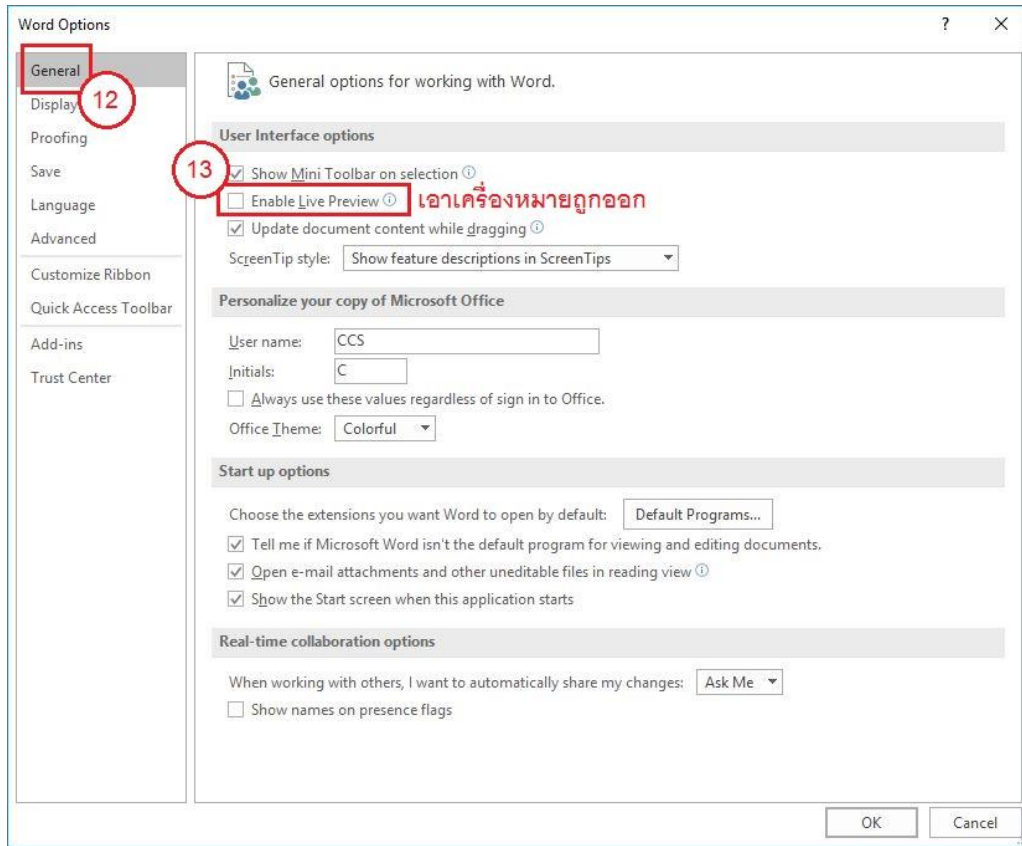 Word Options
?
General
12
Display
Proofing
Save
Language
Advanced
Customize Ribbon
Quick Access Toolbar
Add-ins
Trust Center
General options for working with Word.
User Interface options
13
Show Mini Toolbar on selection
Enable Live Preview
เอาเครื่องหมายถูกออก
Update document content while dragging
ScreenTip style: Show feature descriptions in ScreenTips
Personalize your copy of Microsoft Office
User name: CCS
Initials: C
Always use these values regardless of sign in to Office.
Office Theme: Colorful
Start up options
Choose the extensions you want Word to open by default: Default Programs...
Tell me if Microsoft Word isn't the default program for viewing and editing documents.
Open e-mail attachments and other uneditable files in reading view
Show the Start screen when this application starts
Real-time collaboration options
When working with others, I want to automatically share my changes: Ask Me
Show names on presence flags
OK Cancel